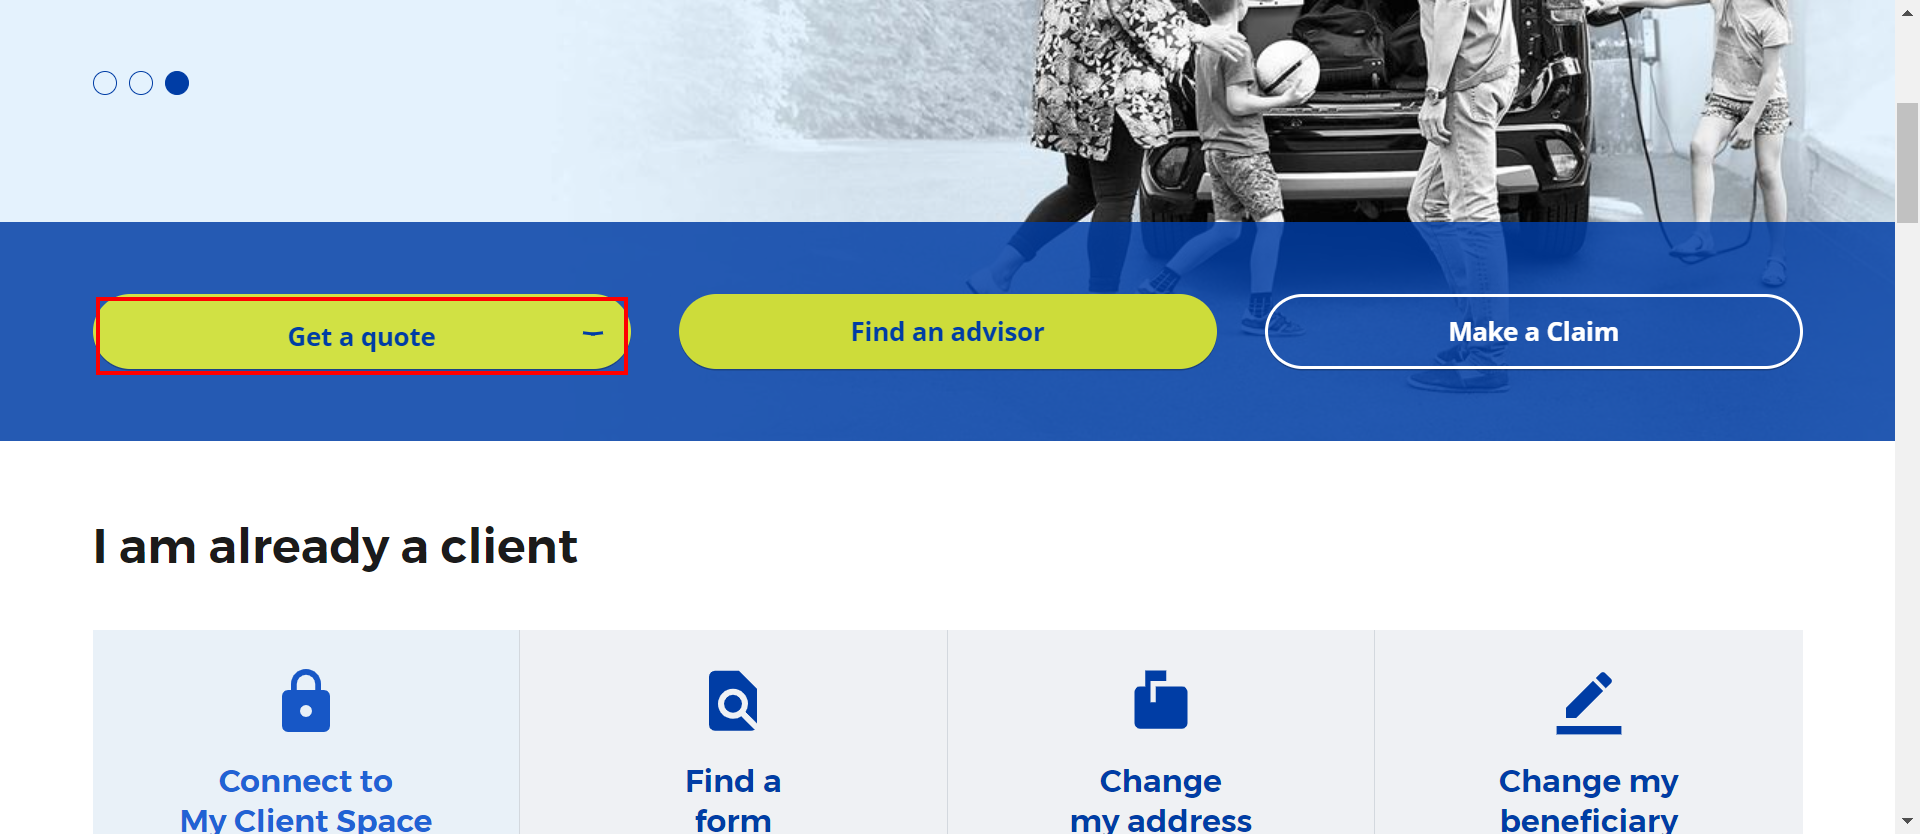 Get a quote
Find an advisor
Make a Claim
I am already a client
Connect to
My Client Space
Find a
form
Change
my address
Change my
beneficiary